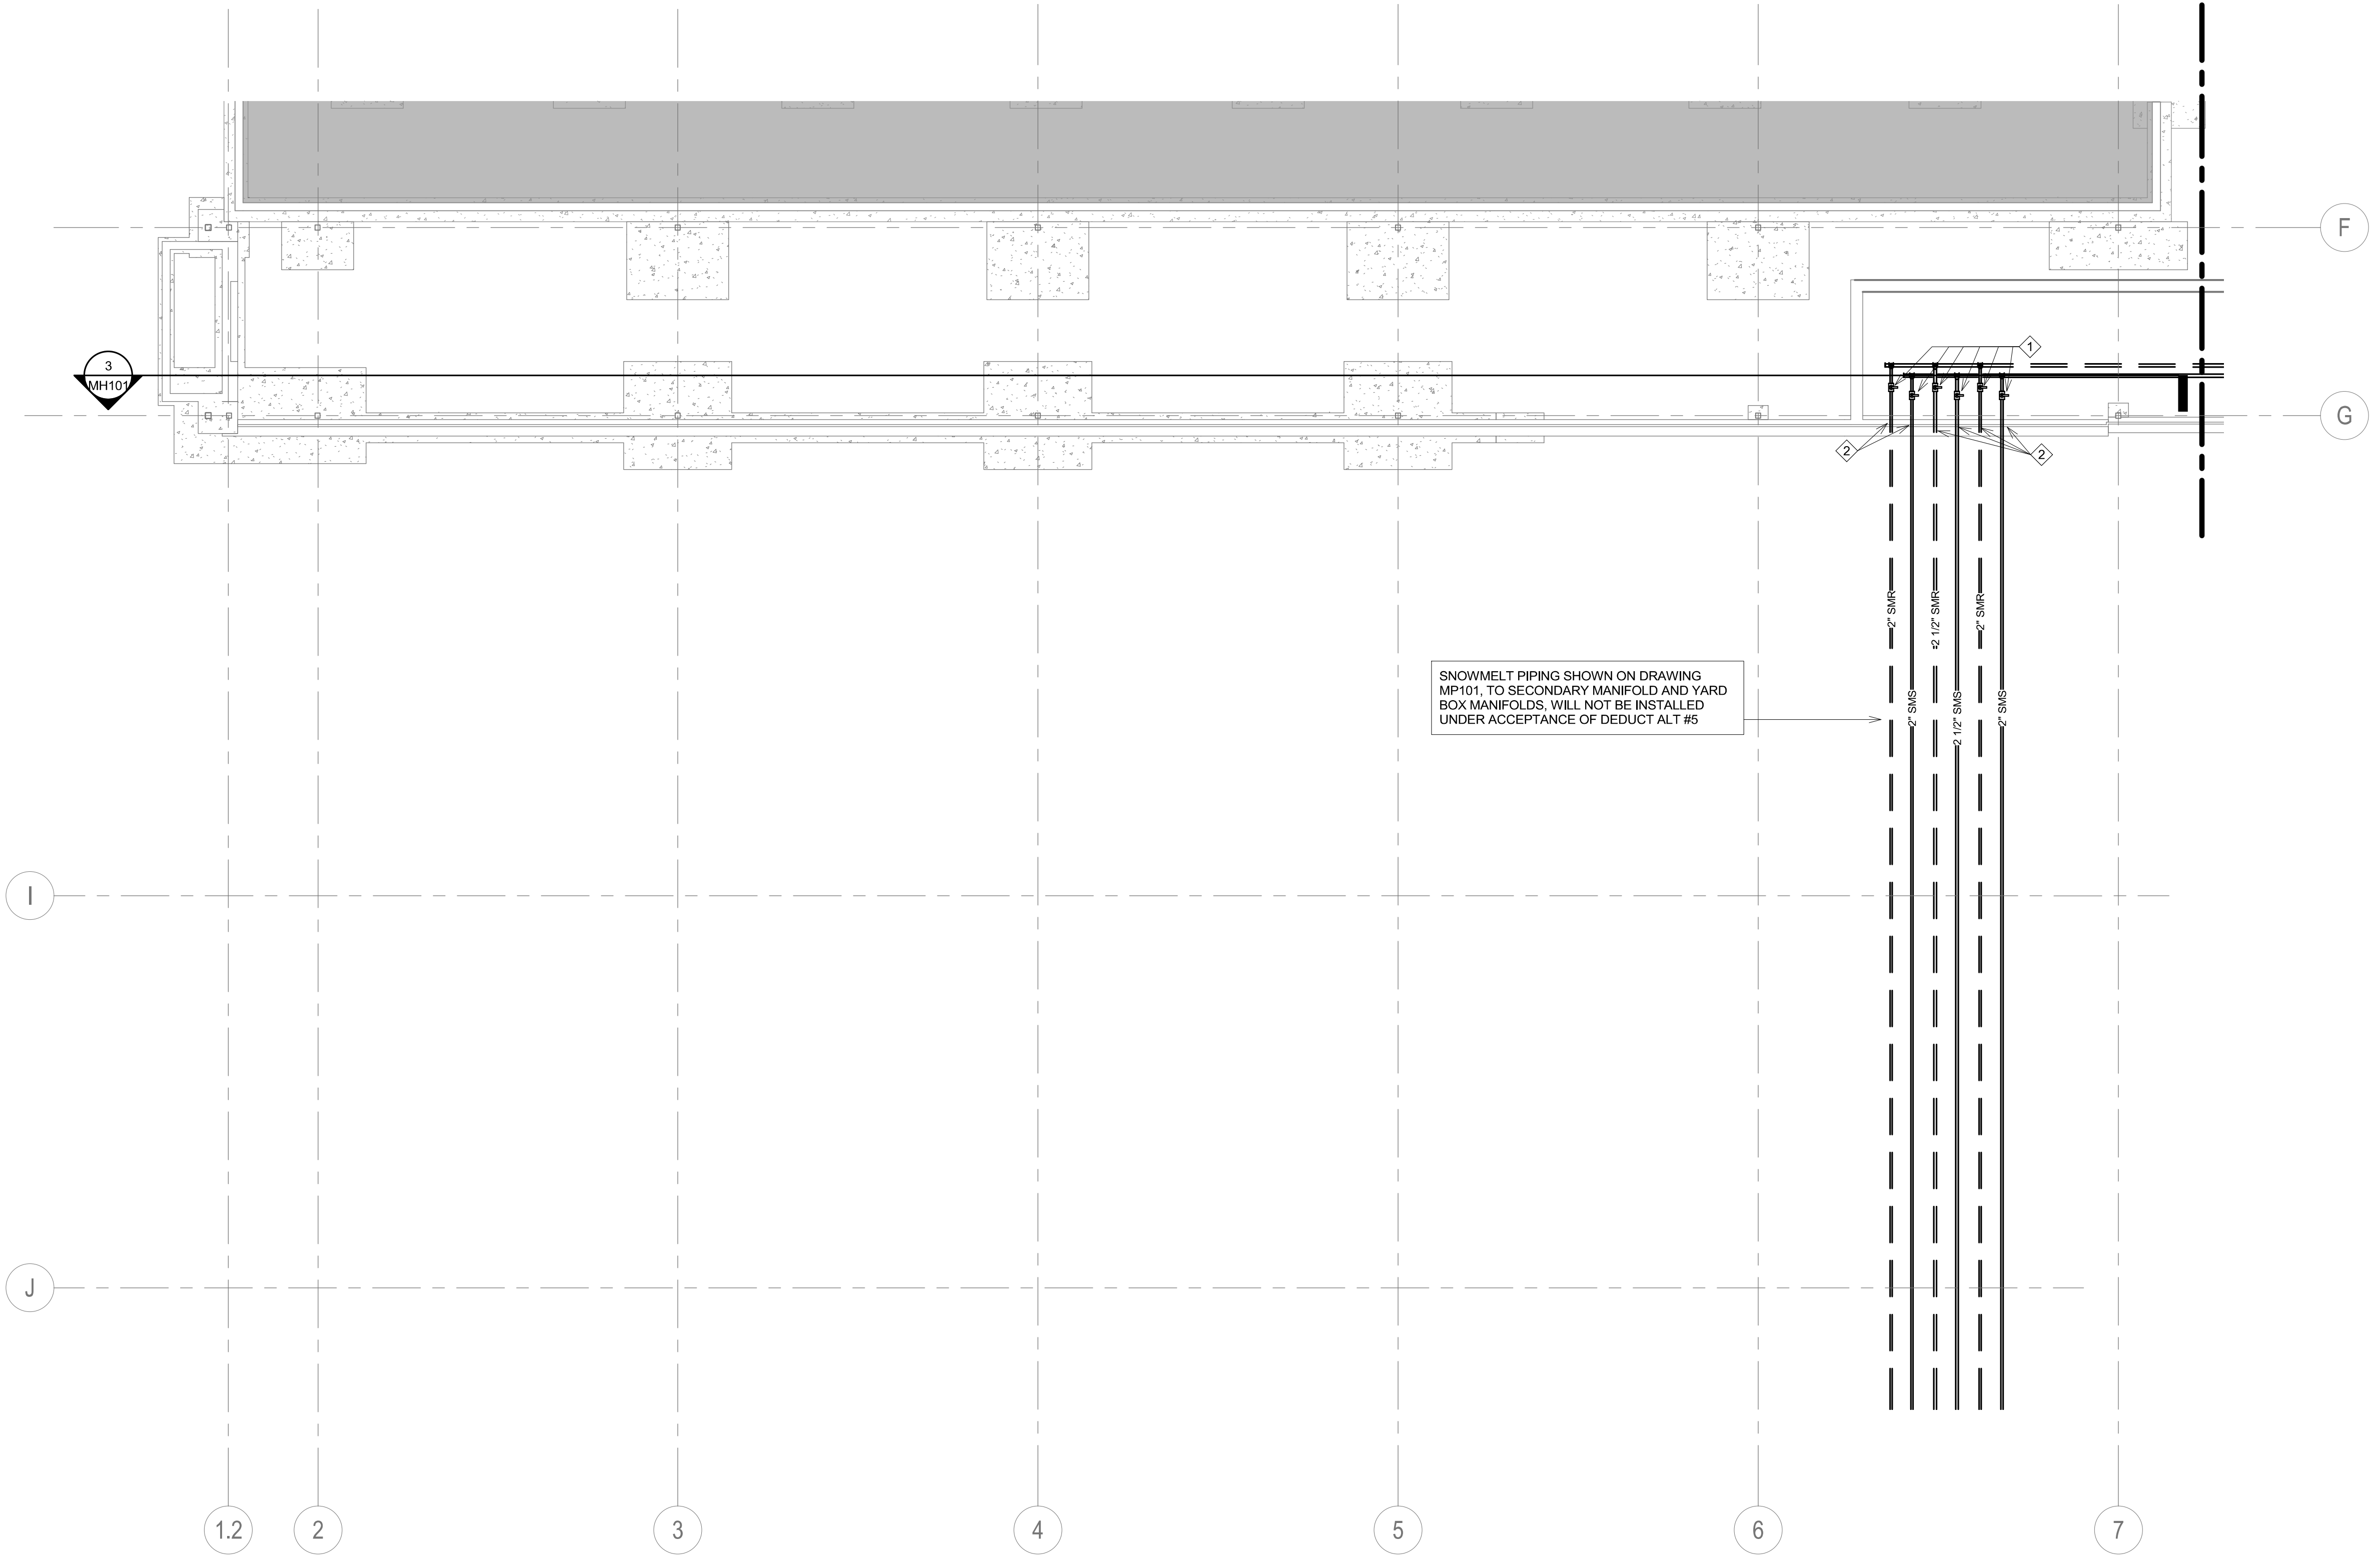 F
3
MH101
1
G
2
2
2" SMR
2 1/2" SMR
2" SMR
SNOWMELT PIPING SHOWN ON DRAWING
MP101, TO SECONDARY MANIFOLD AND YARD
BOX MANIFOLDS, WILL NOT BE INSTALLED
UNDER ACCEPTANCE OF DEDUCT ALT #5
2" SMS
2 1/2" SMS
2" SMS
I
J
1.2
2
3
4
5
6
7